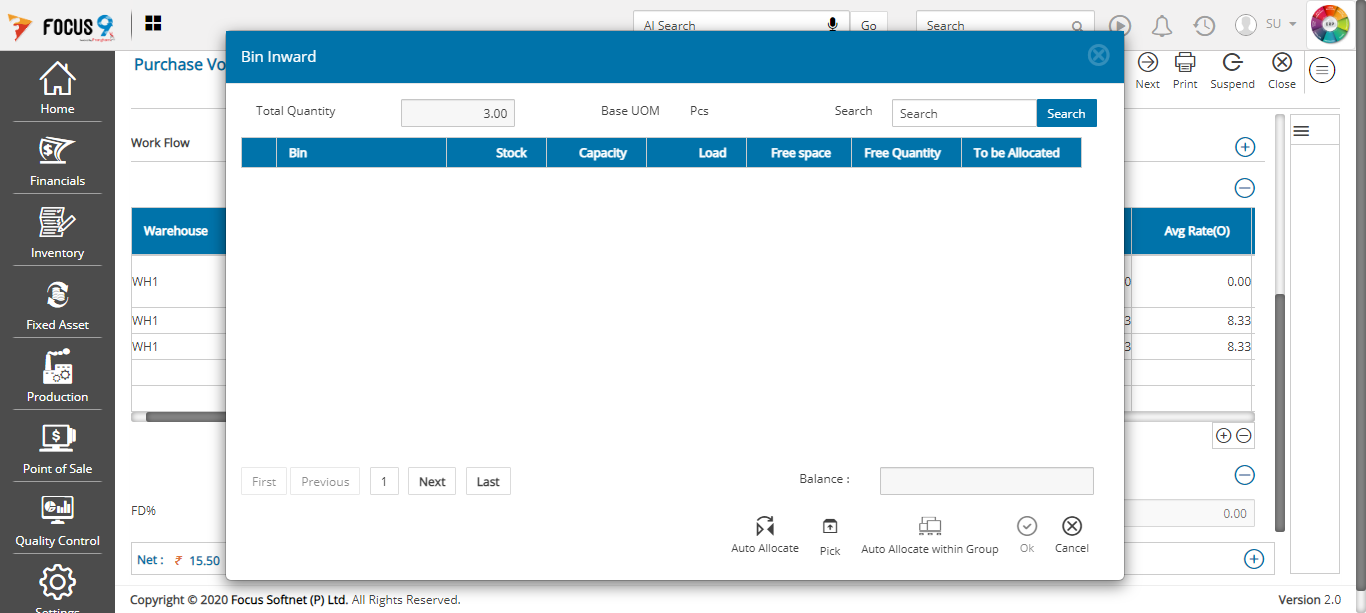 FOCUS 9
AI Search
Go
Search
SU
Home
Financials
Inventory
Fixed Asset
Production
Point of Sale
Quality Control
Settings
Purchase Vo
Next
Print
Suspend
Close
Work Flow
Warehouse
Avg Rate(O)
WH1
0
0.00
WH1
3
8.33
WH1
3
8.33
FD%
0.00
Net : ₹ 15.50
Bin Inward
Total Quantity
3.00
Base UOM
Pcs
Search
Search
Search
Bin
Stock
Capacity
Load
Free space
Free Quantity
To be Allocated
First
Previous
1
Next
Last
Balance :
Auto Allocate
Pick
Auto Allocate within Group
Ok
Cancel
Copyright © 2020 Focus Softnet (P) Ltd. All Rights Reserved.
Version 2.0